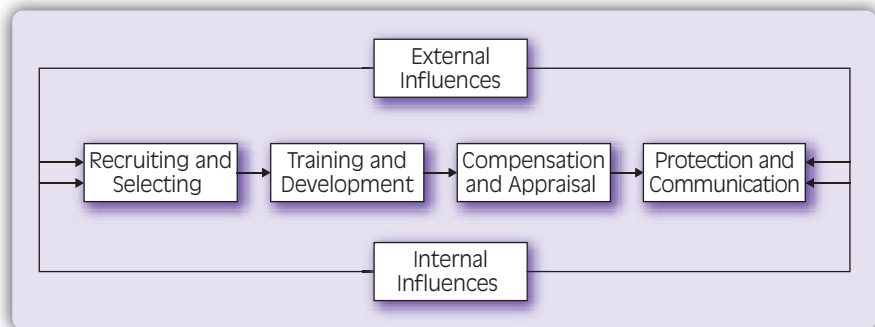 External
Influences
Recruiting and
Selecting
Training and
Development
Compensation
and Appraisal
Protection and
Communication
Internal
Influences